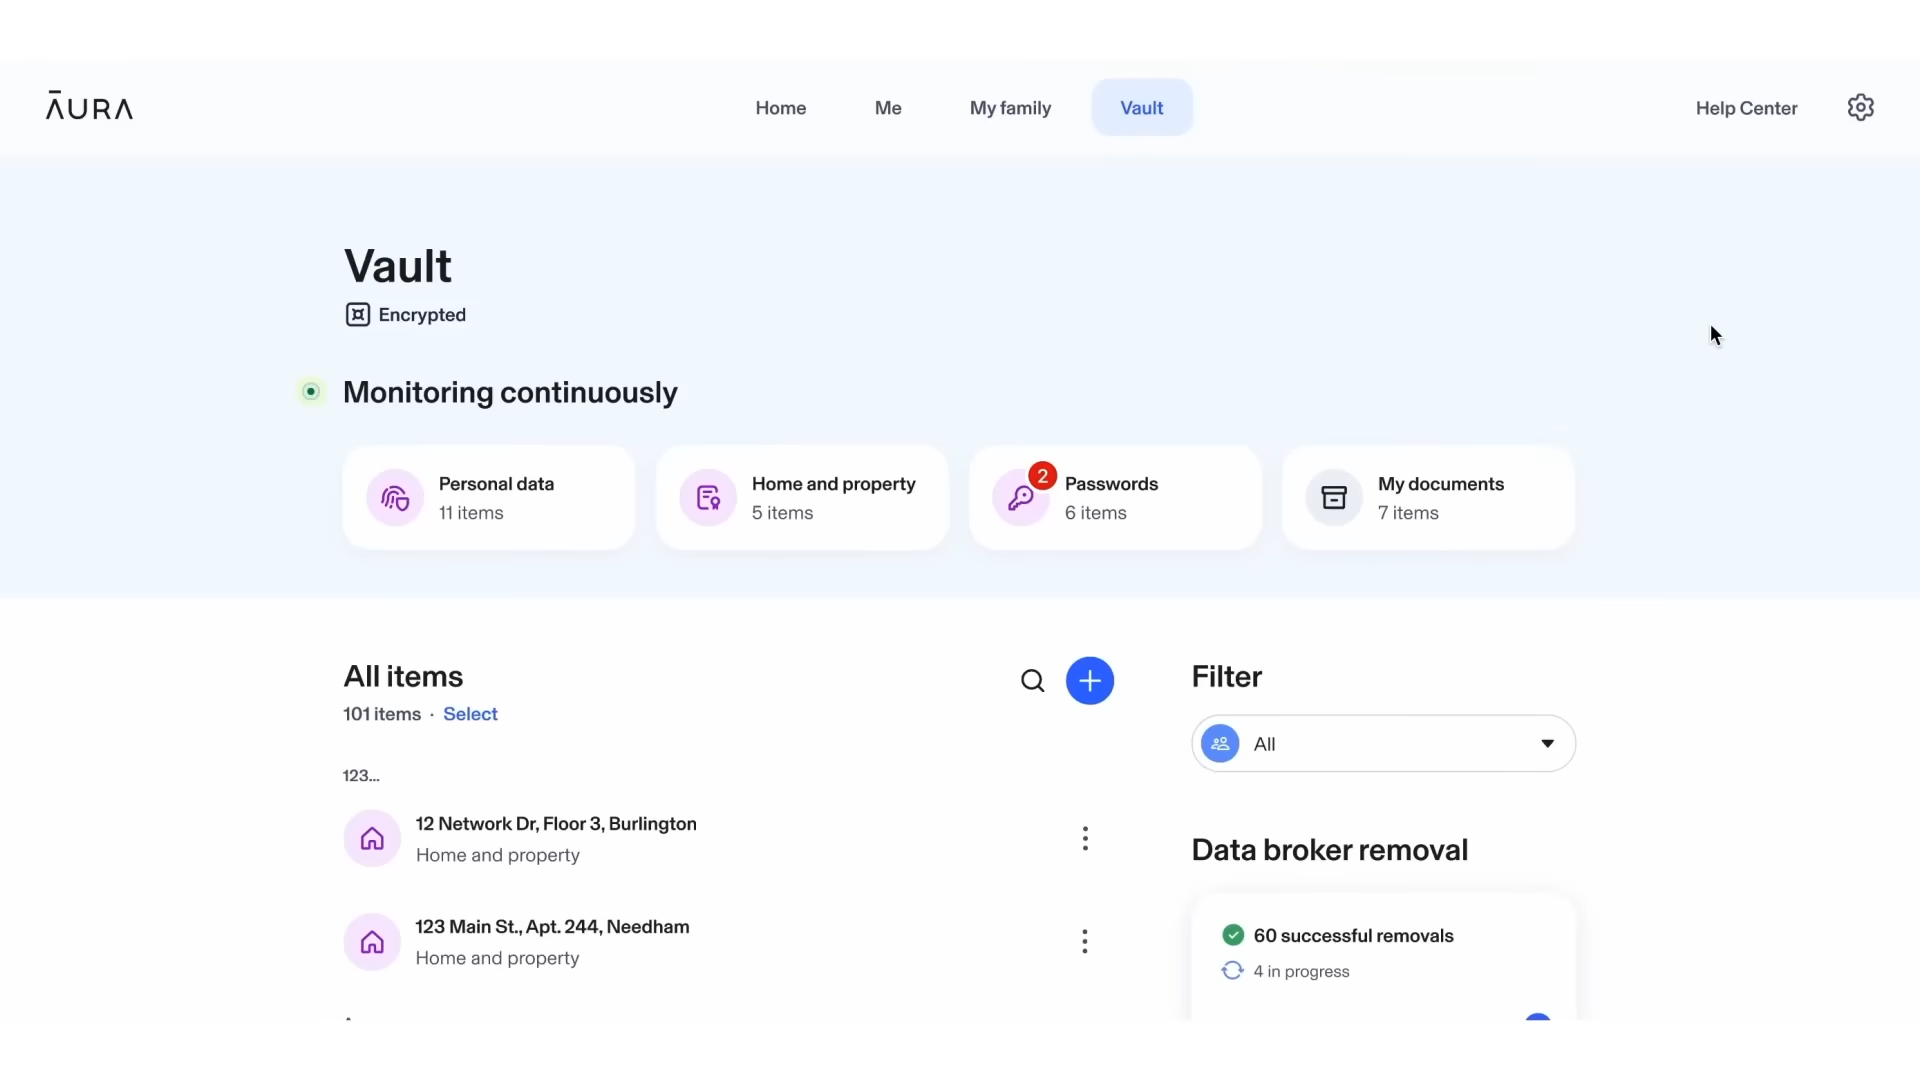 ĀURA
Home
Me
My family
Vault
Help Center
Vault
Encrypted
Monitoring continuously
Personal data
11 items
Home and property
5 items
2
Passwords
6 items
My documents
7 items
All items
101 items · Select
123...
12 Network Dr, Floor 3, Burlington
Home and property
123 Main St., Apt. 244, Needham
Home and property
Filter
All
Data broker removal
60 successful removals
4 in progress